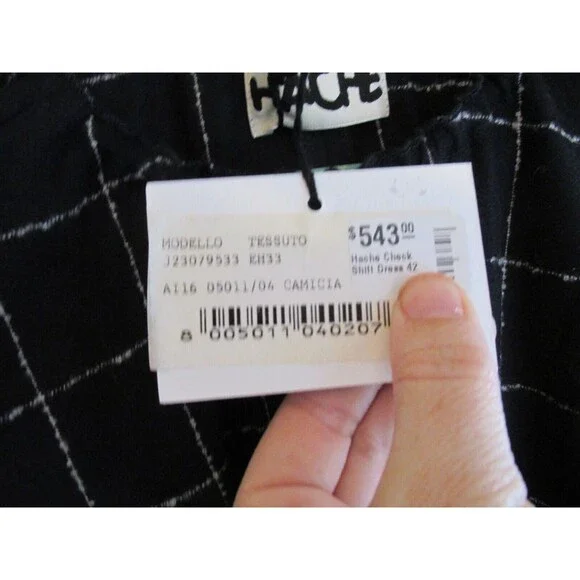 HACHE
MODELLO TESSUTO
J23079533 EH33
AI16 05011/04 CAMICIA
8 005011 040207
$543.00
Hache Check
Shift Dress 42